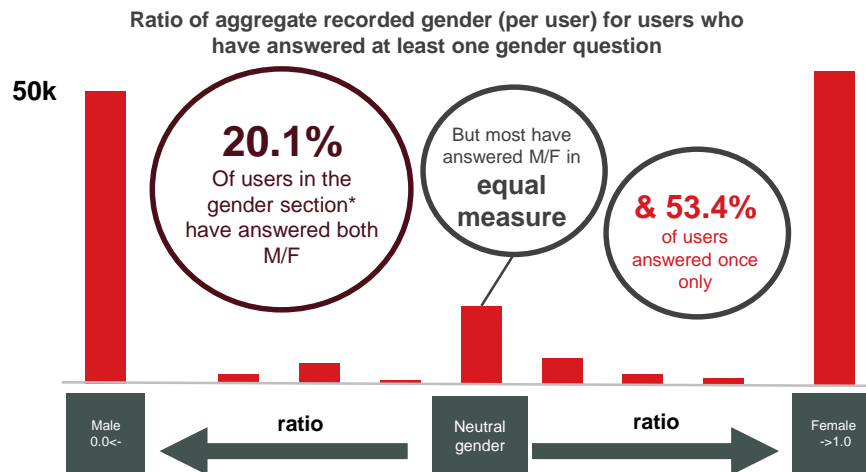 Ratio of aggregate recorded gender (per user) for users who
have answered at least one gender question
50k
20.1%
Of users in the
gender section*
have answered both
M/F
But most have
answered M/F in
equal
measure
& 53.4%
of users
answered once
only
Male
0.0<-
ratio
Neutral
gender
ratio
Female
->1.0